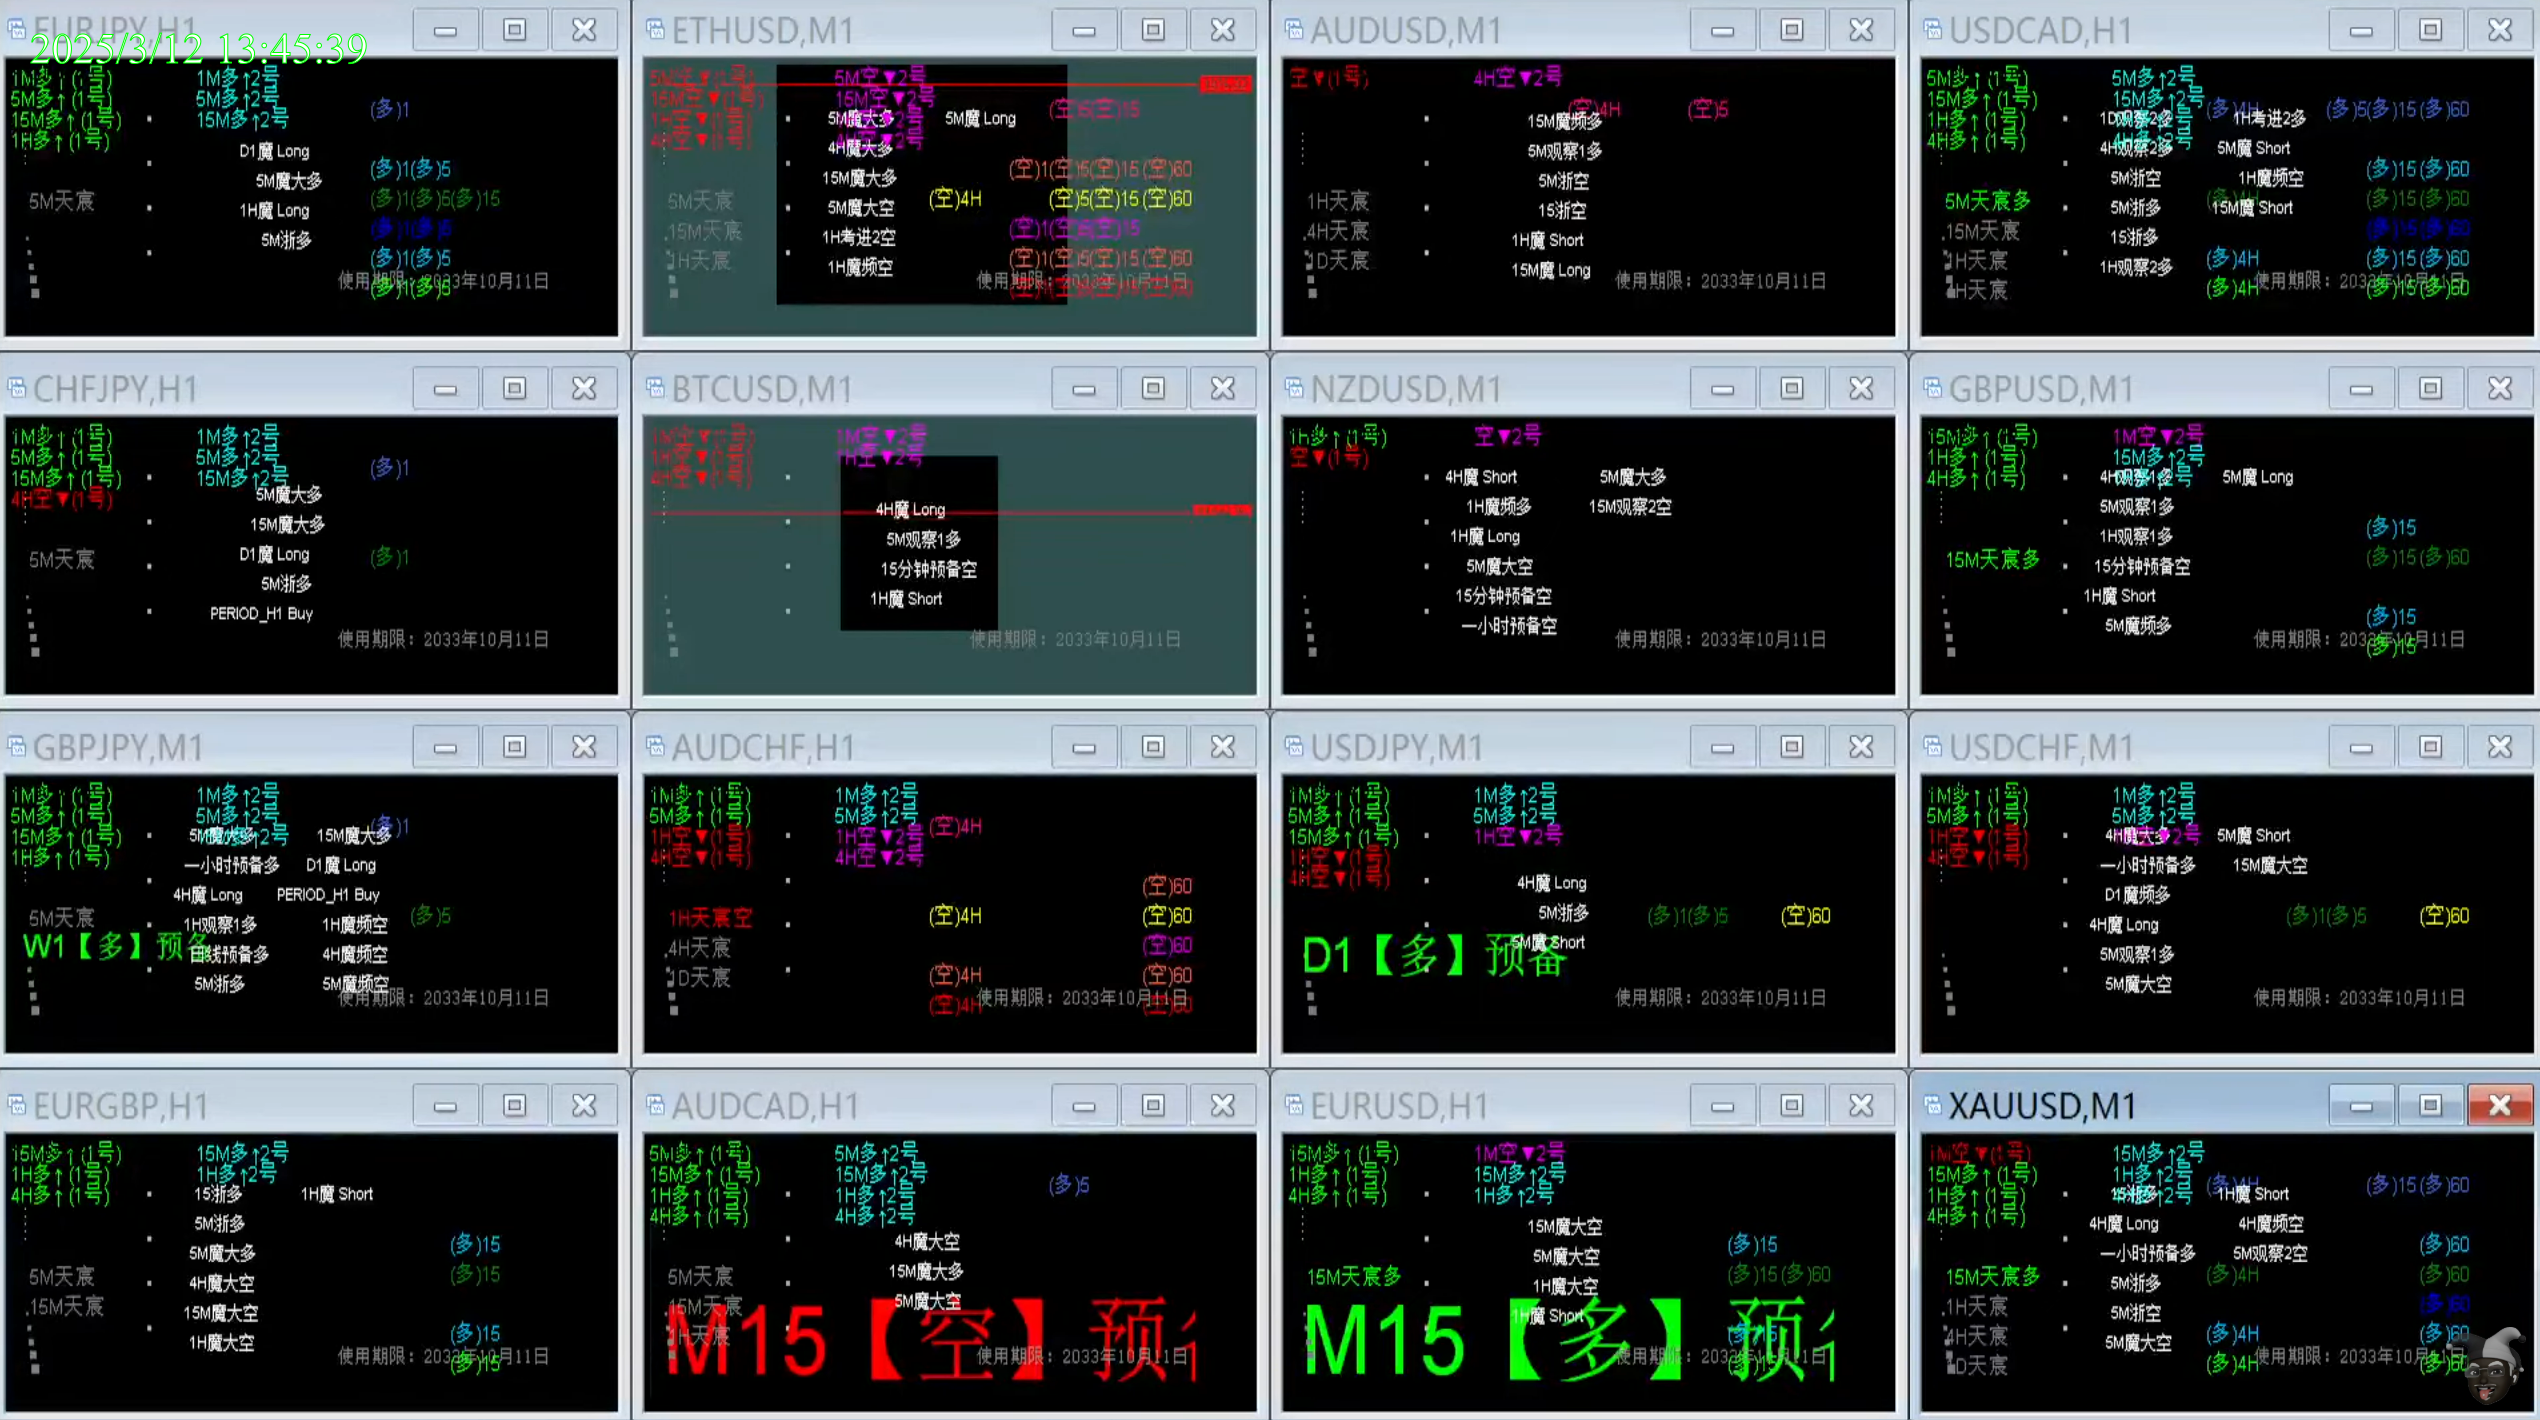 EURJPY,H1
2025/3/12 13:45:39
1M多↑(1号) 1M多↑2号
5M多↑(1号) 5M多↑2号 (多)1
15M多↑(1号) 15M多↑2号
1H多↑(1号)
D1魔 Long
(多)1(多)5
5M魔大多
5M天宸 (多)1(多)5(多)15
1H魔 Long
(多)1(多)5
5M浙多
(多)1(多)5
使用期限：2033年10月11日
(多)1(多)5
ETHUSD,M1
5M空▼(1号) 5M空▼2号
15M空▼(1号) 15M空▼2号
(空)5(空)15
1H空▼(1号) 5M魔大多 5M魔 Long
4H空▼(1号) 4H空▼2号
4H魔大多
(空)1(空)5(空)15(空)60
15M魔大多
5M天宸 (空)4H (空)5(空)15(空)60
5M魔大空
15M天宸 (空)1(空)5(空)15
1H考进2空
1H天宸 (空)1(空)5(空)15(空)60
1H魔频空
使用期限：2033年10月11日
AUDUSD,M1
空▼(1号) 4H空▼2号
(空)4H (空)5
15M魔频多
5M观察1多
5M浙空
1H天宸
15浙空
4H天宸
1H魔 Short
1D天宸
15M魔 Long
使用期限：2033年10月11日
USDCAD,H1
5M多↑(1号) 5M多↑2号
15M多↑(1号) 15M多↑2号
(多)4H (多)5(多)15(多)60
1H多↑(1号) 1D观察2多 1H考进2多
4H多↑(1号)
4H观察2多 5M魔 Short
(多)15(多)60
5M浙空 1H魔频空
5M天宸多 (多)15(多)60
5M浙多 15M魔 Short
15M天宸 (多)15(多)60
15浙多
1H天宸 (多)4H (多)15(多)60
1H观察2多
使用期限：2033年10月11日
4H天宸 (多)4H (多)15(多)60
CHFJPY,H1
1M多↑(1号) 1M多↑2号
5M多↑(1号) 5M多↑2号 (多)1
15M多↑(1号) 15M多↑2号
4H空▼(1号) 5M魔大多
15M魔大多
D1魔 Long
5M天宸 (多)1
5M浙多
PERIOD_H1 Buy
使用期限：2033年10月11日
BTCUSD,M1
1M空▼(1号) 1M空▼2号
1H空▼(1号) 1H空▼2号
4H空▼(1号)
4H魔 Long
5M观察1多
15分钟预备空
1H魔 Short
使用期限：2033年10月11日
NZDUSD,M1
1H多↑(1号) 空▼2号
空▼(1号)
4H魔 Short 5M魔大多
1H魔频多 15M观察2空
1H魔 Long
5M魔大空
15分钟预备空
一小时预备空
使用期限：2033年10月11日
GBPUSD,M1
15M多↑(1号) 1M空▼2号
1H多↑(1号) 15M多↑2号
4H多↑(1号) 4H观察1多 5M魔 Long
5M观察1多
(多)15
1H观察1多
15M天宸多 (多)15(多)60
15分钟预备空
1H魔 Short
(多)15
5M魔频多
使用期限：2033年10月11日
(多)15
GBPJPY,M1
1M多↑(1号) 1M多↑2号
5M多↑(1号) 5M多↑2号 (多)1
15M多↑(1号) 5M魔大多 15M魔大多
1H多↑(1号)
一小时预备多 D1魔 Long
4H魔 Long PERIOD_H1 Buy
5M天宸 1H观察1多 1H魔频空 (多)5
W1【多】预备 日线预备多 4H魔频空
5M浙多 5M魔频空
使用期限：2033年10月11日
AUDCHF,H1
1M多↑(1号) 1M多↑2号
5M多↑(1号) 5M多↑2号
(空)4H
1H空▼(1号) 1H空▼2号
4H空▼(1号) 4H空▼2号
(空)60
1H天宸空 (空)4H (空)60
4H天宸 (空)60
1D天宸 (空)4H (空)60
使用期限：2033年10月11日
(空)4H (空)60
USDJPY,M1
1M多↑(1号) 1M多↑2号
5M多↑(1号) 5M多↑2号
15M多↑(1号) 1H空▼2号
1H空▼(1号)
4H空▼(1号) 4H魔 Long
5M浙多 (多)1(多)5 (空)60
5M魔 Short
D1【多】预备
使用期限：2033年10月11日
USDCHF,M1
1M多↑(1号) 1M多↑2号
5M多↑(1号) 5M多↑2号
1H空▼(1号) 4H魔大多 5M魔 Short
4H空▼(1号)
一小时预备多 15M魔大空
D1魔频多
(多)1(多)5 (空)60
4H魔 Long
5M观察1多
5M魔大空
使用期限：2033年10月11日
EURGBP,H1
15M多↑(1号) 15M多↑2号
1H多↑(1号) 1H多↑2号
4H多↑(1号) 15浙多 1H魔 Short
5M浙多
(多)15
5M魔大多
5M天宸 4H魔大空 (多)15
15M天宸 15M魔大空
1H魔大空 (多)15
使用期限：2033年10月11日
(多)15
AUDCAD,H1
5M多↑(1号) 5M多↑2号
15M多↑(1号) 15M多↑2号 (多)5
1H多↑(1号) 1H多↑2号
4H多↑(1号) 4H多↑2号
4H魔大空
5M天宸 15M魔大多
15M天宸 5M魔大空
1H天宸
M15【空】预
使用期限：2033年10月11日
EURUSD,H1
15M多↑(1号) 1M空▼2号
1H多↑(1号) 15M多↑2号
4H多↑(1号) 1H多↑2号
15M魔大空
(多)15
5M魔大空
15M天宸多 (多)15(多)60
1H魔大空
1H魔 Short
M15【多】预
(多)15
使用期限：2033年10月11日
XAUUSD,M1
1M空▼(1号) 15M多↑2号
15M多↑(1号) 1H多↑2号
(多)4H (多)15(多)60
1H多↑(1号) 15浙多 1H魔 Short
4H多↑(1号)
4H魔 Long 4H魔频空
(多)60
一小时预备多 5M观察2空
15M天宸多 (多)4H (多)60
5M浙多
1H天宸 (多)60
5M浙空
4H天宸 (多)4H (多)60
5M魔大空
使用期限：2033年10月11日
1D天宸 (多)4H (多)60